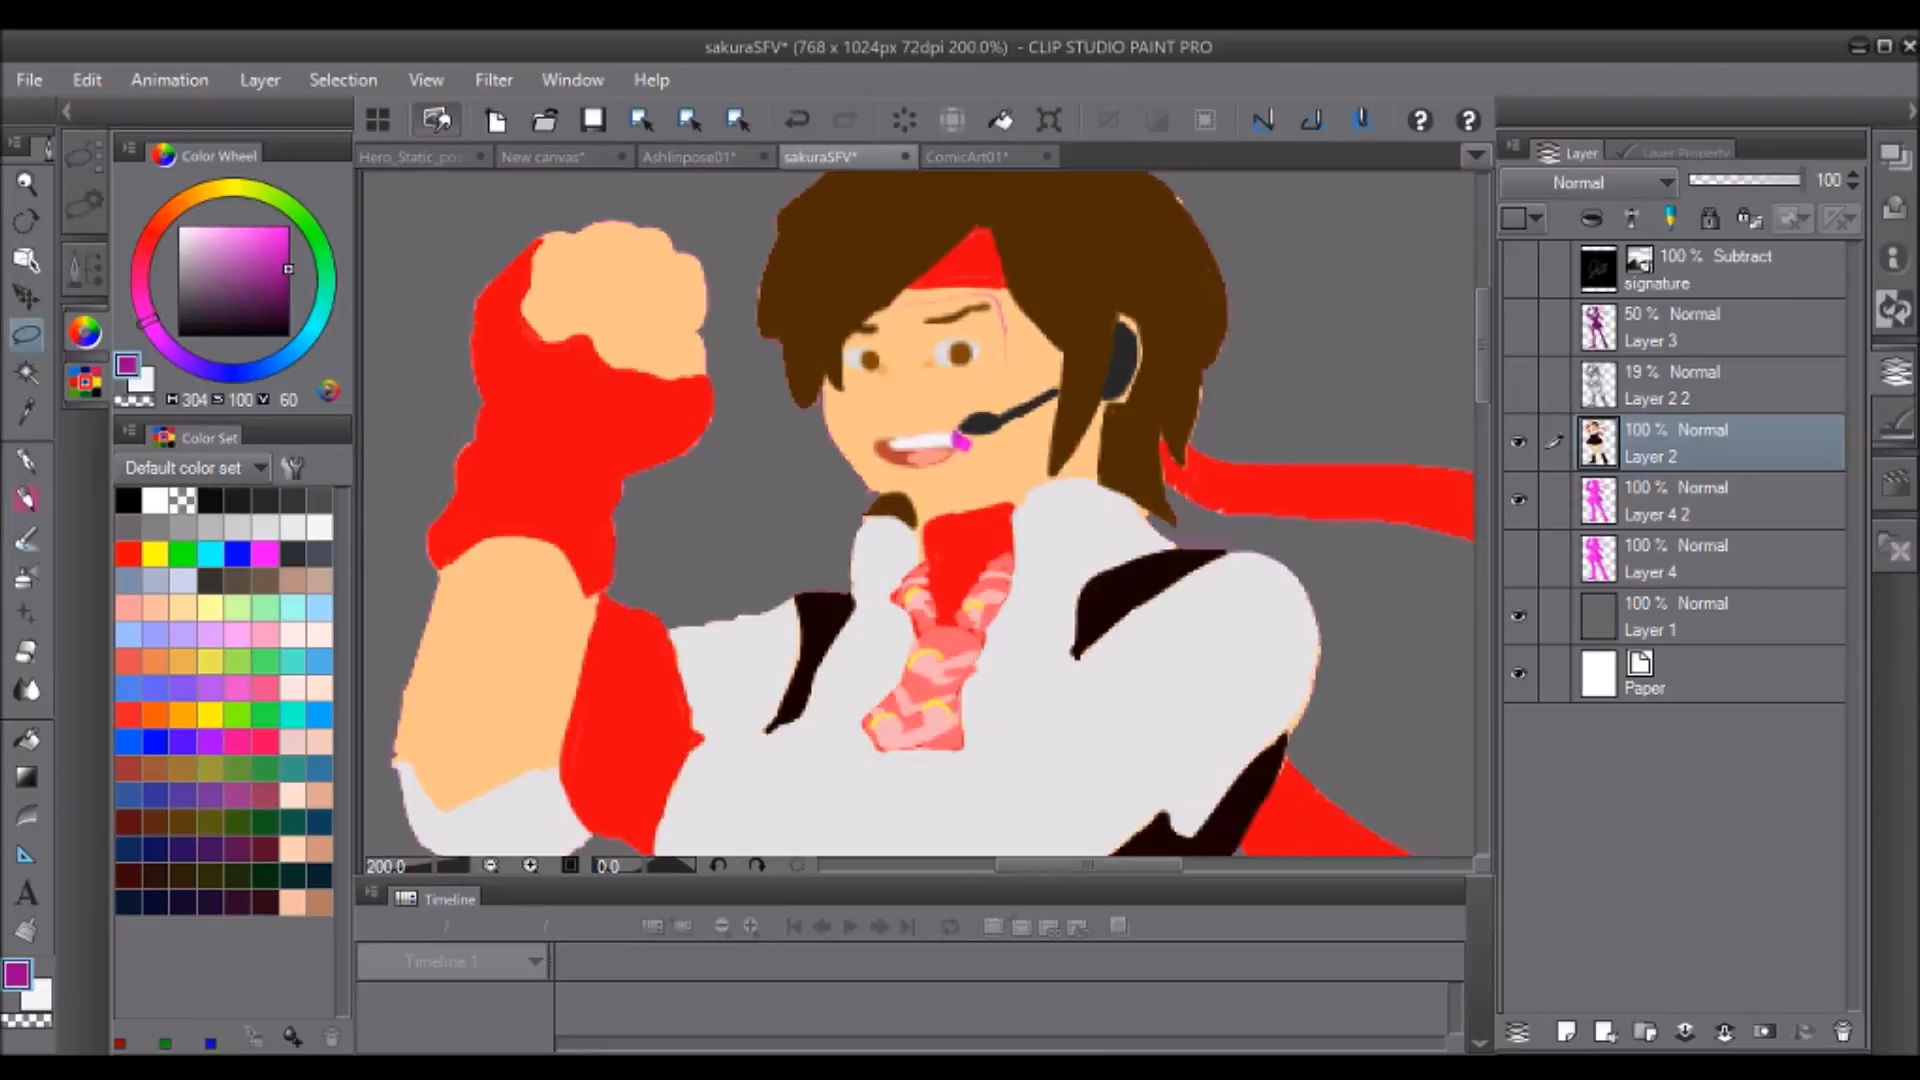 sakuraSFV* (768 x 1024px 72dpi 200.0%) - CLIP STUDIO PAINT PRO
File Edit Animation Layer Selection View Filter Window Help
Hero_Static_po New canvas* Ashlinpose01* sakuraSFV* ComicArt01*
Color Wheel
H 304 S 100 V 60
Color Set
Default color set
Layer Layer Property
Normal 100
100 % Subtract
signature
50 % Normal
Layer 3
19 % Normal
Layer 2 2
100 % Normal
Layer 2
100 % Normal
Layer 4 2
100 % Normal
Layer 4
100 % Normal
Layer 1
Paper
200.0 0.0
Timeline
/ /
Timeline 1